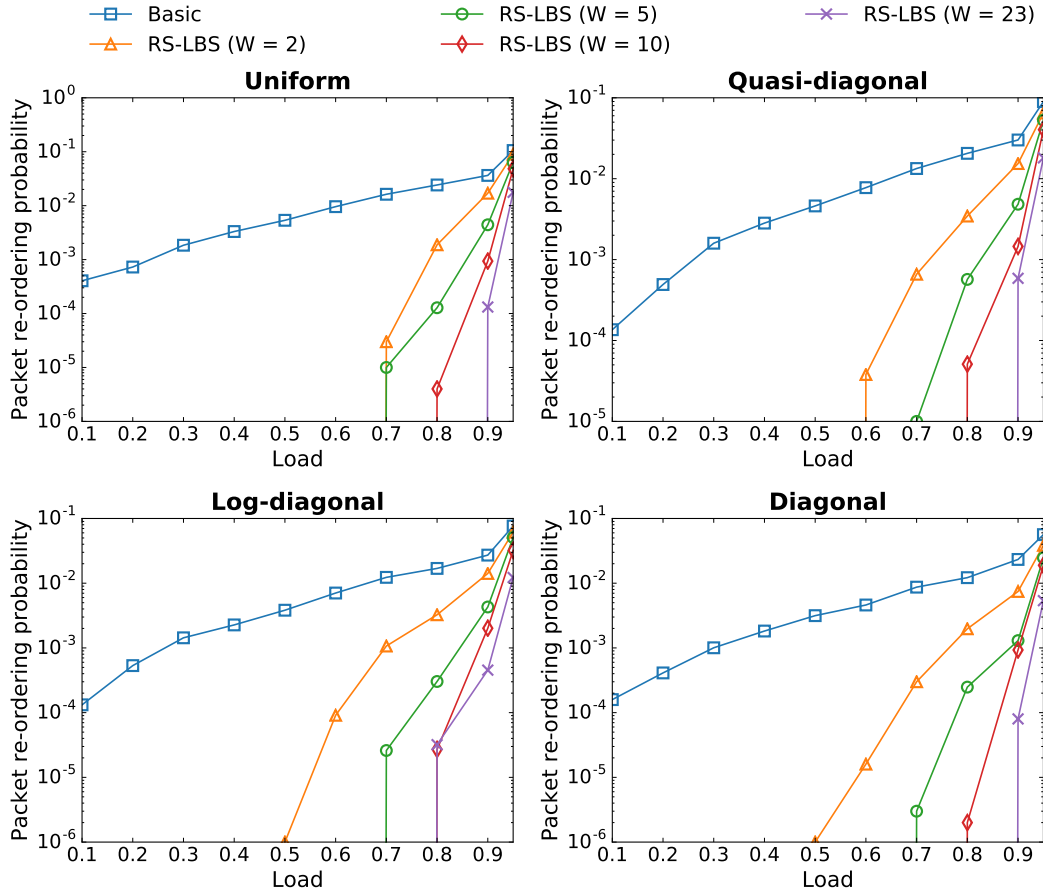 Basic
RS-LBS (W = 2)
RS-LBS (W = 5)
RS-LBS (W = 10)
RS-LBS (W = 23)
Uniform
Packet re-ordering probability
10^0
10^-1
10^-2
10^-3
10^-4
10^-5
10^-6
0.1 0.2 0.3 0.4 0.5 0.6 0.7 0.8 0.9
Load
Quasi-diagonal
Packet re-ordering probability
10^-1
10^-2
10^-3
10^-4
10^-5
0.1 0.2 0.3 0.4 0.5 0.6 0.7 0.8 0.9
Load
Log-diagonal
Packet re-ordering probability
10^-1
10^-2
10^-3
10^-4
10^-5
10^-6
0.1 0.2 0.3 0.4 0.5 0.6 0.7 0.8 0.9
Load
Diagonal
Packet re-ordering probability
10^-1
10^-2
10^-3
10^-4
10^-5
10^-6
0.1 0.2 0.3 0.4 0.5 0.6 0.7 0.8 0.9
Load